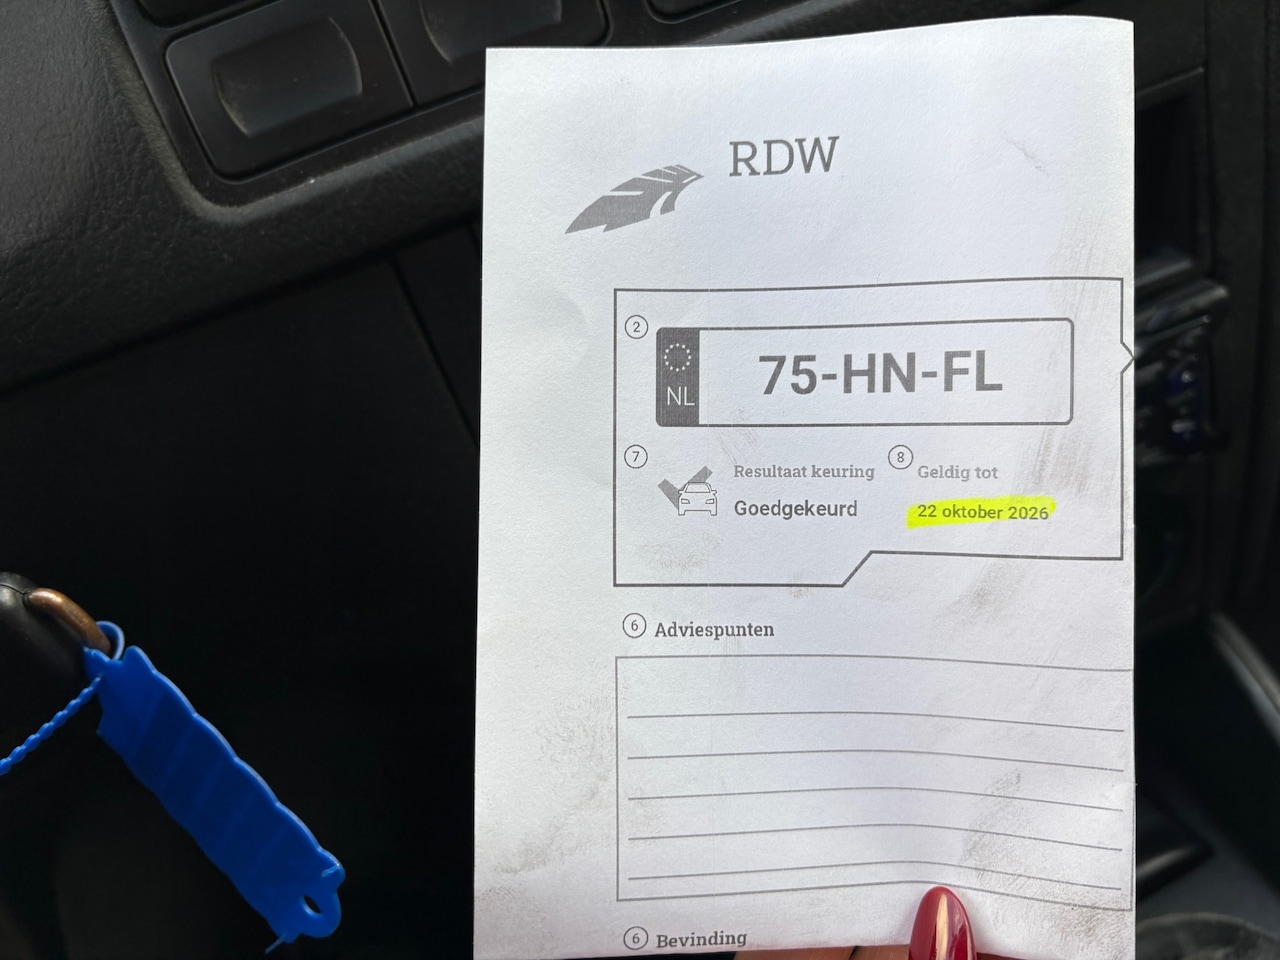 RDW
2
NL
75-HN-FL
7
Resultaat keuring
Goedgekeurd
8
Geldig tot
22 oktober 2026
6 Adviespunten
6 Bevinding